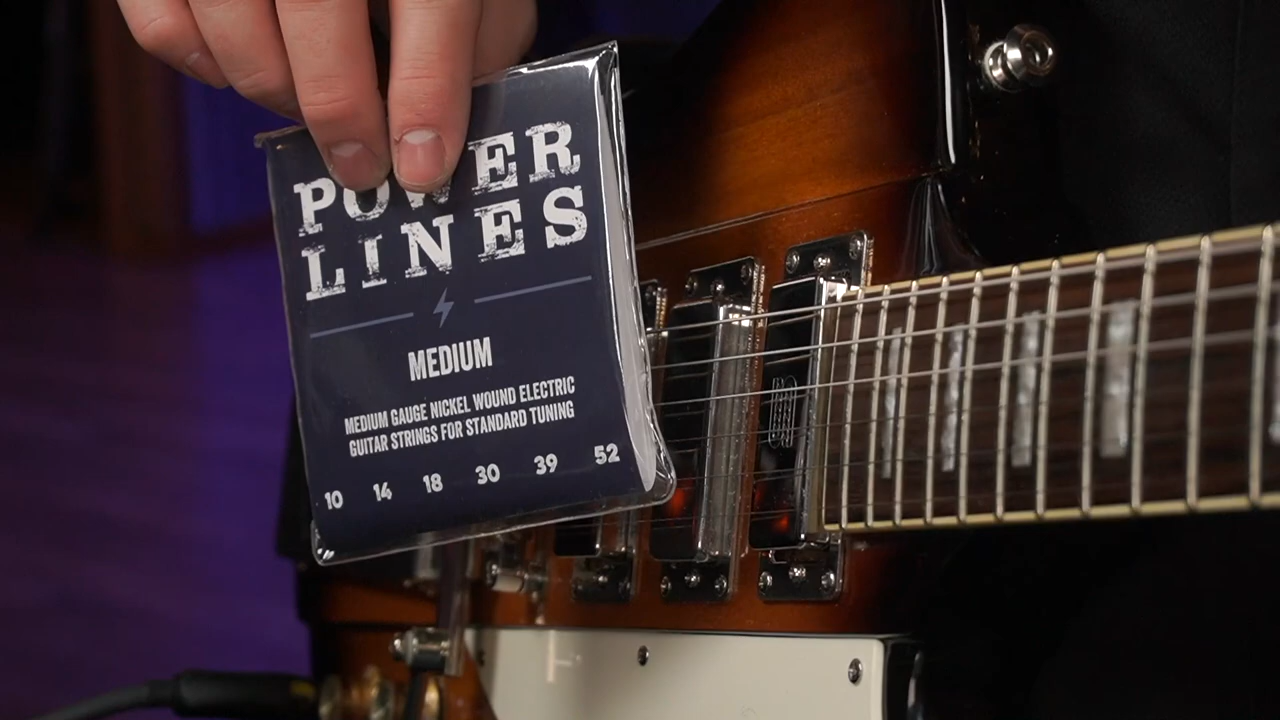 POWER
LINES
MEDIUM
MEDIUM GAUGE NICKEL WOUND ELECTRIC
GUITAR STRINGS FOR STANDARD TUNING
10 14 18 30 39 52